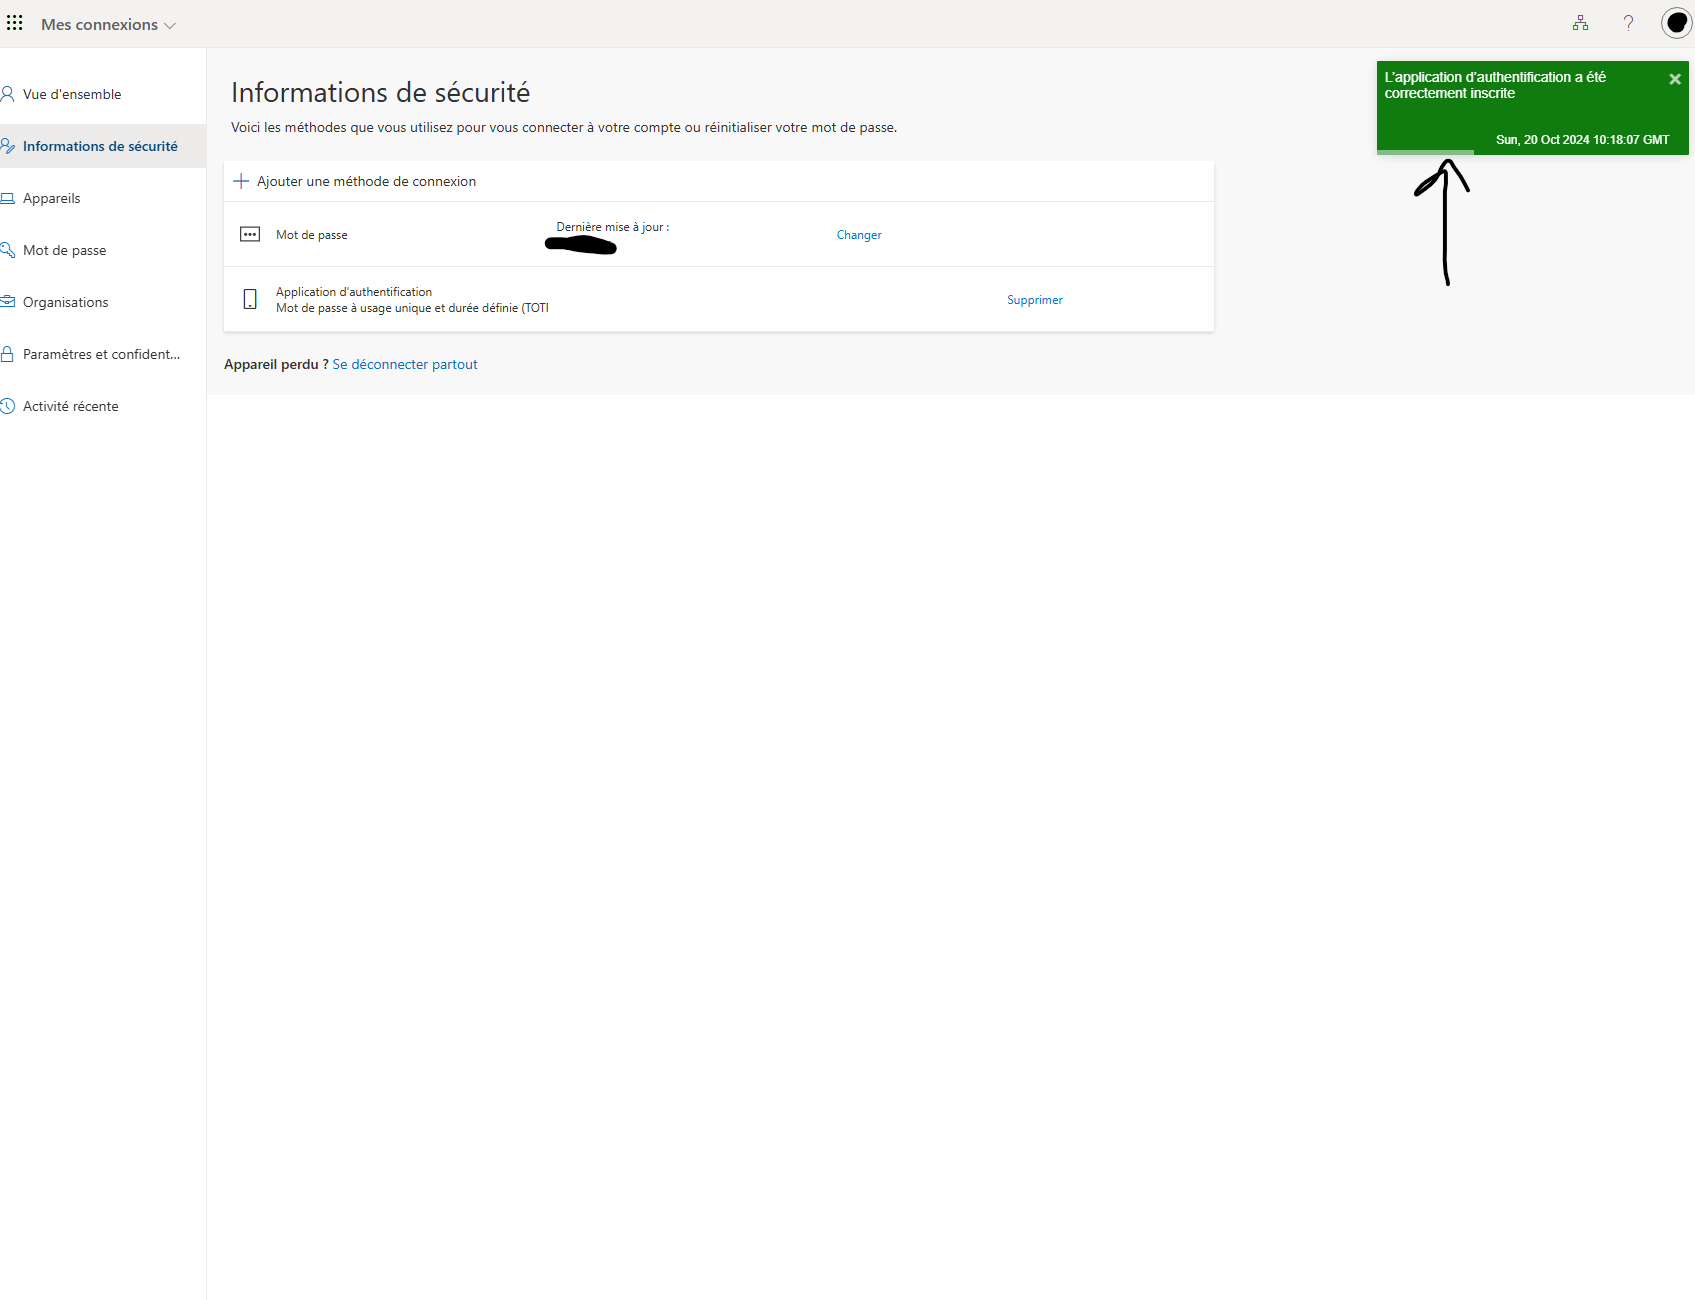 Mes connexions
Vue d'ensemble
Informations de sécurité
Appareils
Mot de passe
Organisations
Paramètres et confident...
Activité récente
Informations de sécurité
Voici les méthodes que vous utilisez pour vous connecter à votre compte ou réinitialiser votre mot de passe.
Ajouter une méthode de connexion
Mot de passe
Dernière mise à jour :
Changer
Application d'authentification
Mot de passe à usage unique et durée définie (TOTI
Supprimer
Appareil perdu ? Se déconnecter partout
L'application d'authentification a été
correctement inscrite
Sun, 20 Oct 2024 10:18:07 GMT